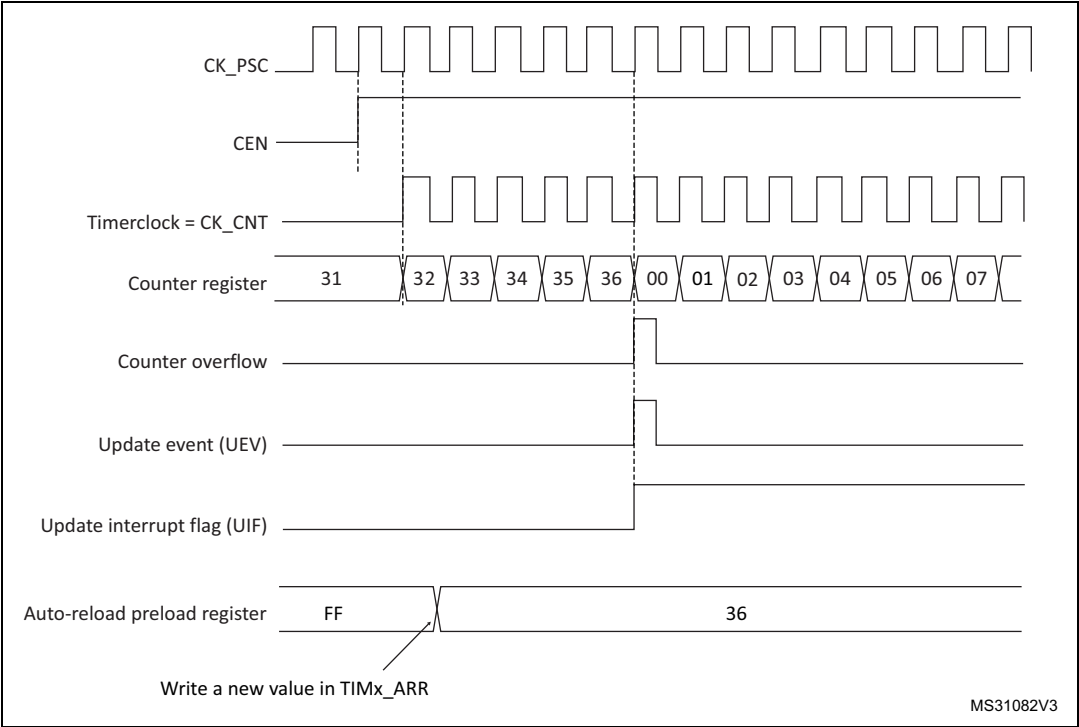 CK_PSC
CEN
Timerclock = CK_CNT
Counter register 31 32 33 34 35 36 00 01 02 03 04 05 06 07
Counter overflow
Update event (UEV)
Update interrupt flag (UIF)
Auto-reload preload register FF 36
Write a new value in TIMx_ARR
MS31082V3